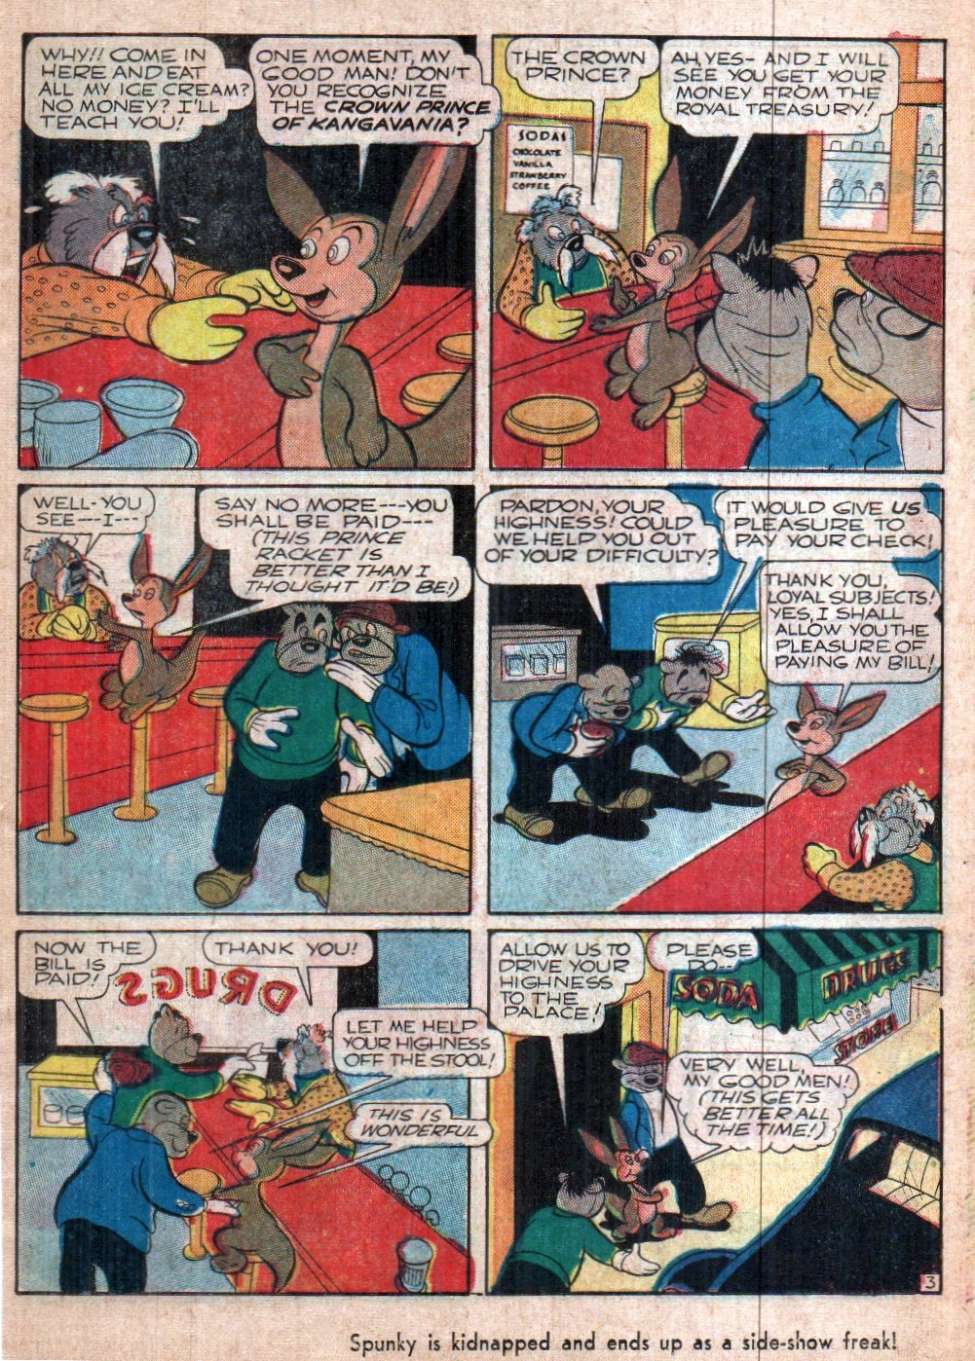 WHY!! COME IN
HERE AND EAT
ALL MY ICE CREAM?
NO MONEY? I'LL
TEACH YOU!
ONE MOMENT, MY
GOOD MAN! DON'T
YOU RECOGNIZE
THE CROWN PRINCE
OF KANGAVANIA?
THE CROWN
PRINCE?
AH, YES- AND I WILL
SEE YOU GET YOUR
MONEY FROM THE
ROYAL TREASURY!
SODAS
CHOCOLATE
VANILLA
STRAWBERRY
COFFEE
WELL-YOU
SEE---I---
SAY NO MORE---YOU
SHALL BE PAID----
(THIS PRINCE
RACKET IS
BETTER THAN I
THOUGHT IT'D BE!)
PARDON, YOUR
HIGHNESS! COULD
WE HELP YOU OUT
OF YOUR DIFFICULTY?
IT WOULD GIVE US
PLEASURE TO
PAY YOUR CHECK!
THANK YOU,
LOYAL SUBJECTS!
YES, I SHALL
ALLOW YOU THE
PLEASURE OF
PAYING MY BILL!
NOW THE
BILL IS
PAID!
THANK YOU!
DRUGS
LET ME HELP
YOUR HIGHNESS
OFF THE STOOL!
THIS IS
WONDERFUL
ALLOW US TO
DRIVE YOUR
HIGHNESS
TO THE
PALACE!
PLEASE
DO--
SODA
DRUGS
STORE
VERY WELL,
MY GOOD MEN!
(THIS GETS
BETTER ALL
THE TIME!)
3
Spunky is kidnapped and ends up as a side-show freak!